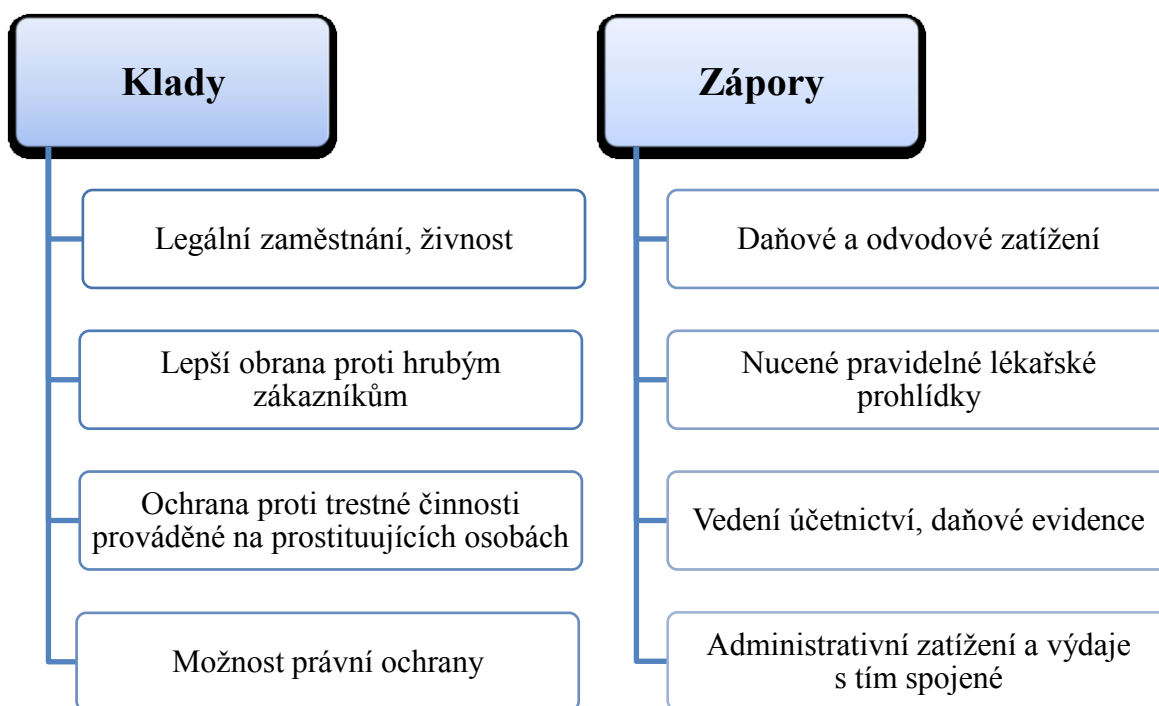 Klady
Legální zaměstnání, živnost
Lepší obrana proti hrubým
zákazníkům
Ochrana proti trestné činnosti
prováděné na prostituujících osobách
Možnost právní ochrany
Zápory
Daňové a odvodové zatížení
Nucené pravidelné lékařské
prohlídky
Vedení účetnictví, daňové evidence
Administrativní zatížení a výdaje
s tím spojené